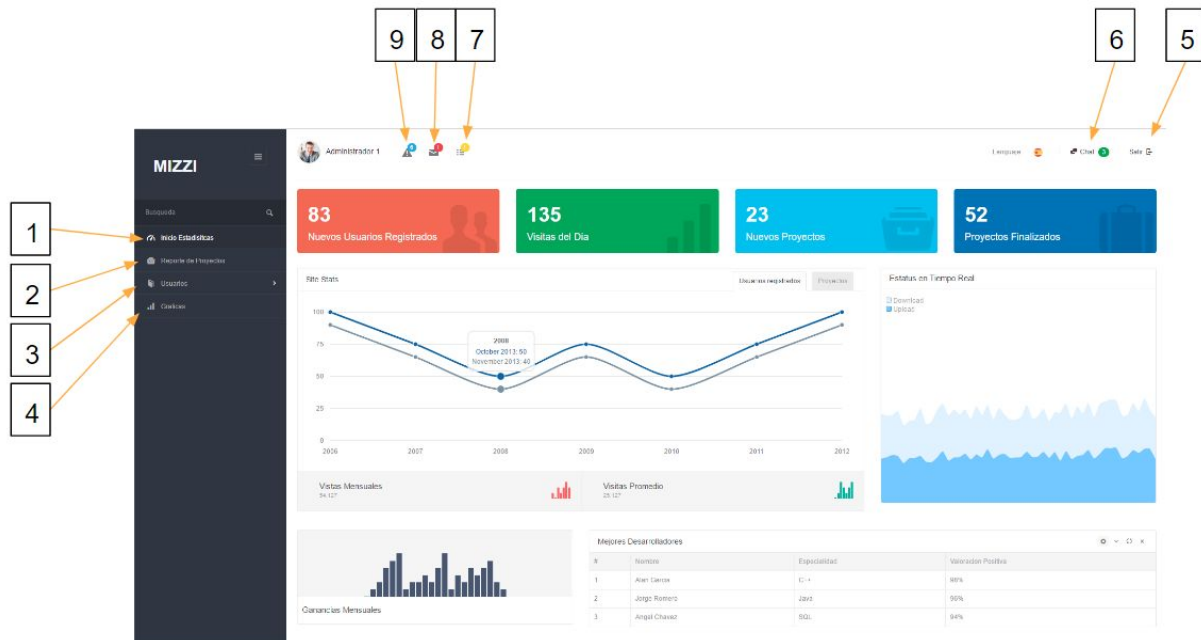 9 8 7 6 5
MIZZI
Administrador 1
Chat 3
Salir
Busqueda
1
Inicio Estadisiticas
2
Reporte de Proyectos
3
Usuarios
4
Graficas
83
Nuevos Usuarios Registrados
135
Visitas del Dia
23
Nuevos Proyectos
52
Proyectos Finalizados
Site Stats
Usuarios registrados Proyectos
100
75
50
25
0
2008
October 2013: 50
November 2013: 40
2006 2007 2008 2009 2010 2011 2012
Estatus en Tiempo Real
Download
Upload
Vistas Mensuales
Visitas Promedio
Ganancias Mensuales
Mejores Desarrolladores
# Nombre Especialidad Valoracion Positiva
1 Alan Garcia C++
2 Jorge Romero Java
3 Angel Chavez SQL 94%